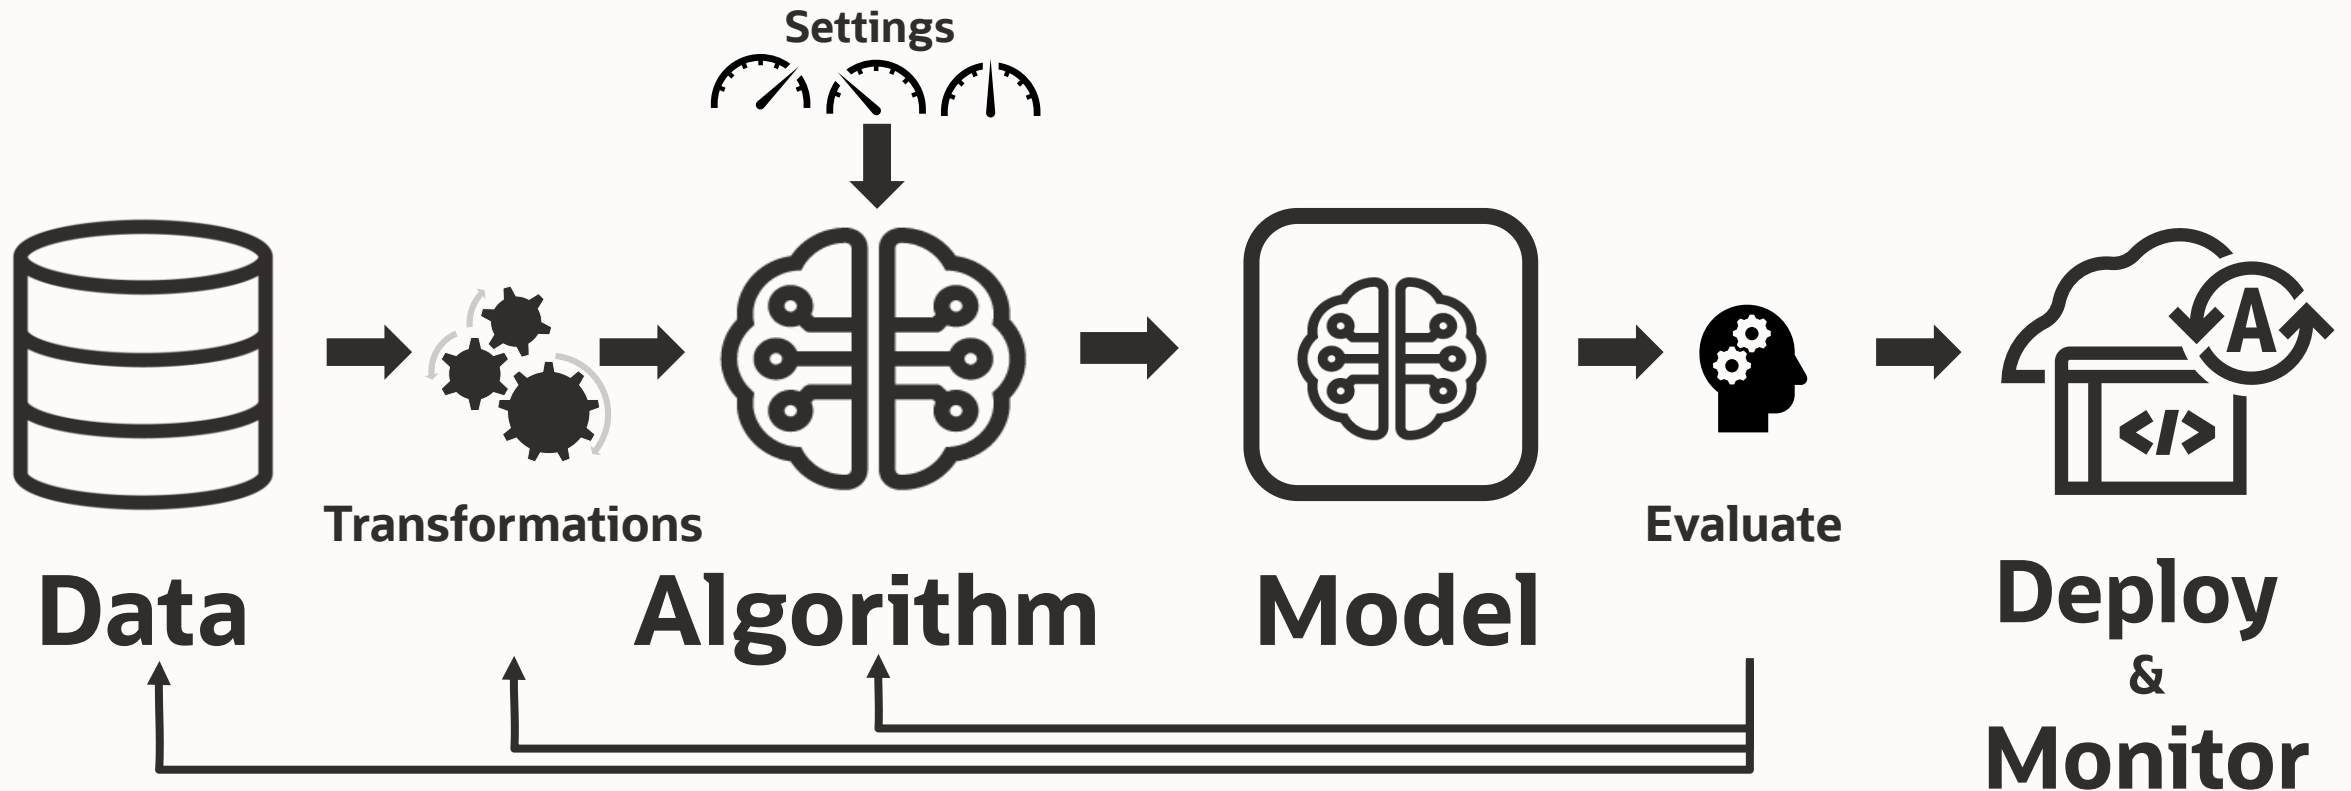 Settings
Transformations
Evaluate
Data
Algorithm
Model
Deploy
&
Monitor
A
</>